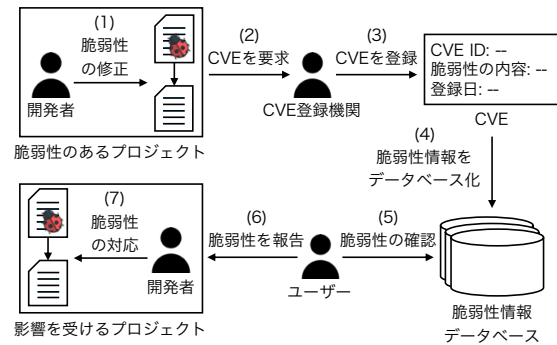 (1)
脆弱性
の修正
開発者
脆弱性のあるプロジェクト
(2)
CVEを要求
CVE登録機関
(3)
CVEを登録
CVE ID: --
脆弱性の内容: --
登録日: --
CVE
(4)
脆弱性情報を
データベース化
(5)
脆弱性の確認
脆弱性情報
データベース
ユーザー
(6)
脆弱性を報告
(7)
脆弱性
の対応
開発者
影響を受けるプロジェクト